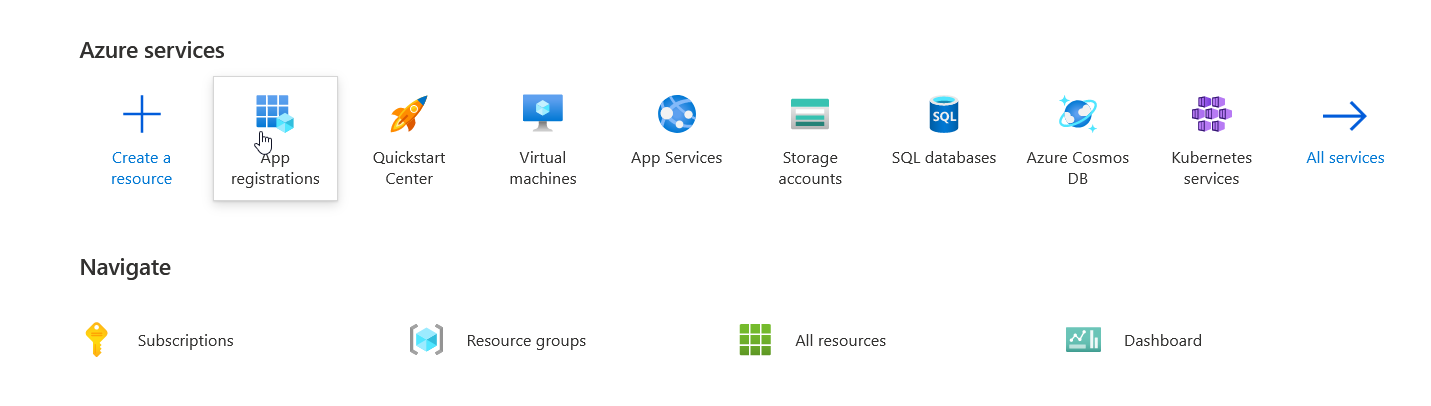 Azure services
Create a
resource
App
registrations
Quickstart
Center
Virtual
machines
App Services
Storage
accounts
SQL
SQL databases
Azure Cosmos
DB
Kubernetes
services
All services
Navigate
Subscriptions
Resource groups
All resources
Dashboard